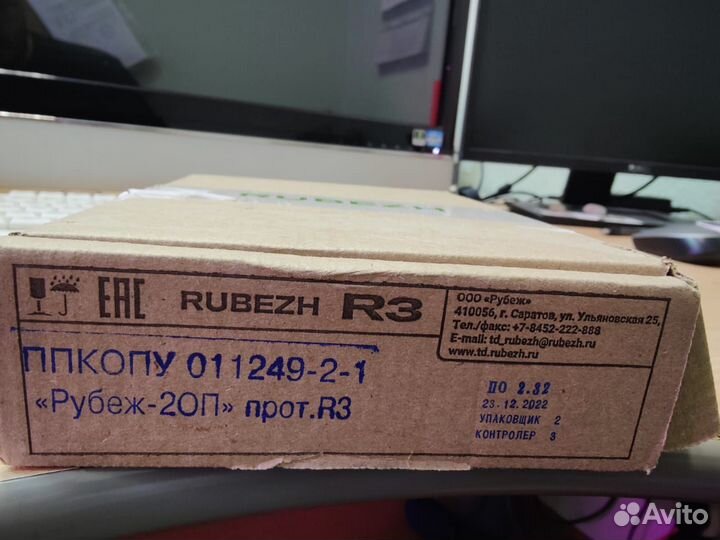 RUBEZH
EAC RUBEZH R3
ООО «Рубеж»
410056, г. Саратов, ул. Ульяновская 25,
Тел./факс: +7-8452-222-888
E-mail: td_rubezh@rubezh.ru
www.td.rubezh.ru
ППКОПУ 011249-2-1
«Рубеж-2ОП» прот.R3
ПО 2.32
23.12.2022
УПАКОВЩИК 2
КОНТРОЛЕР 3
Avito